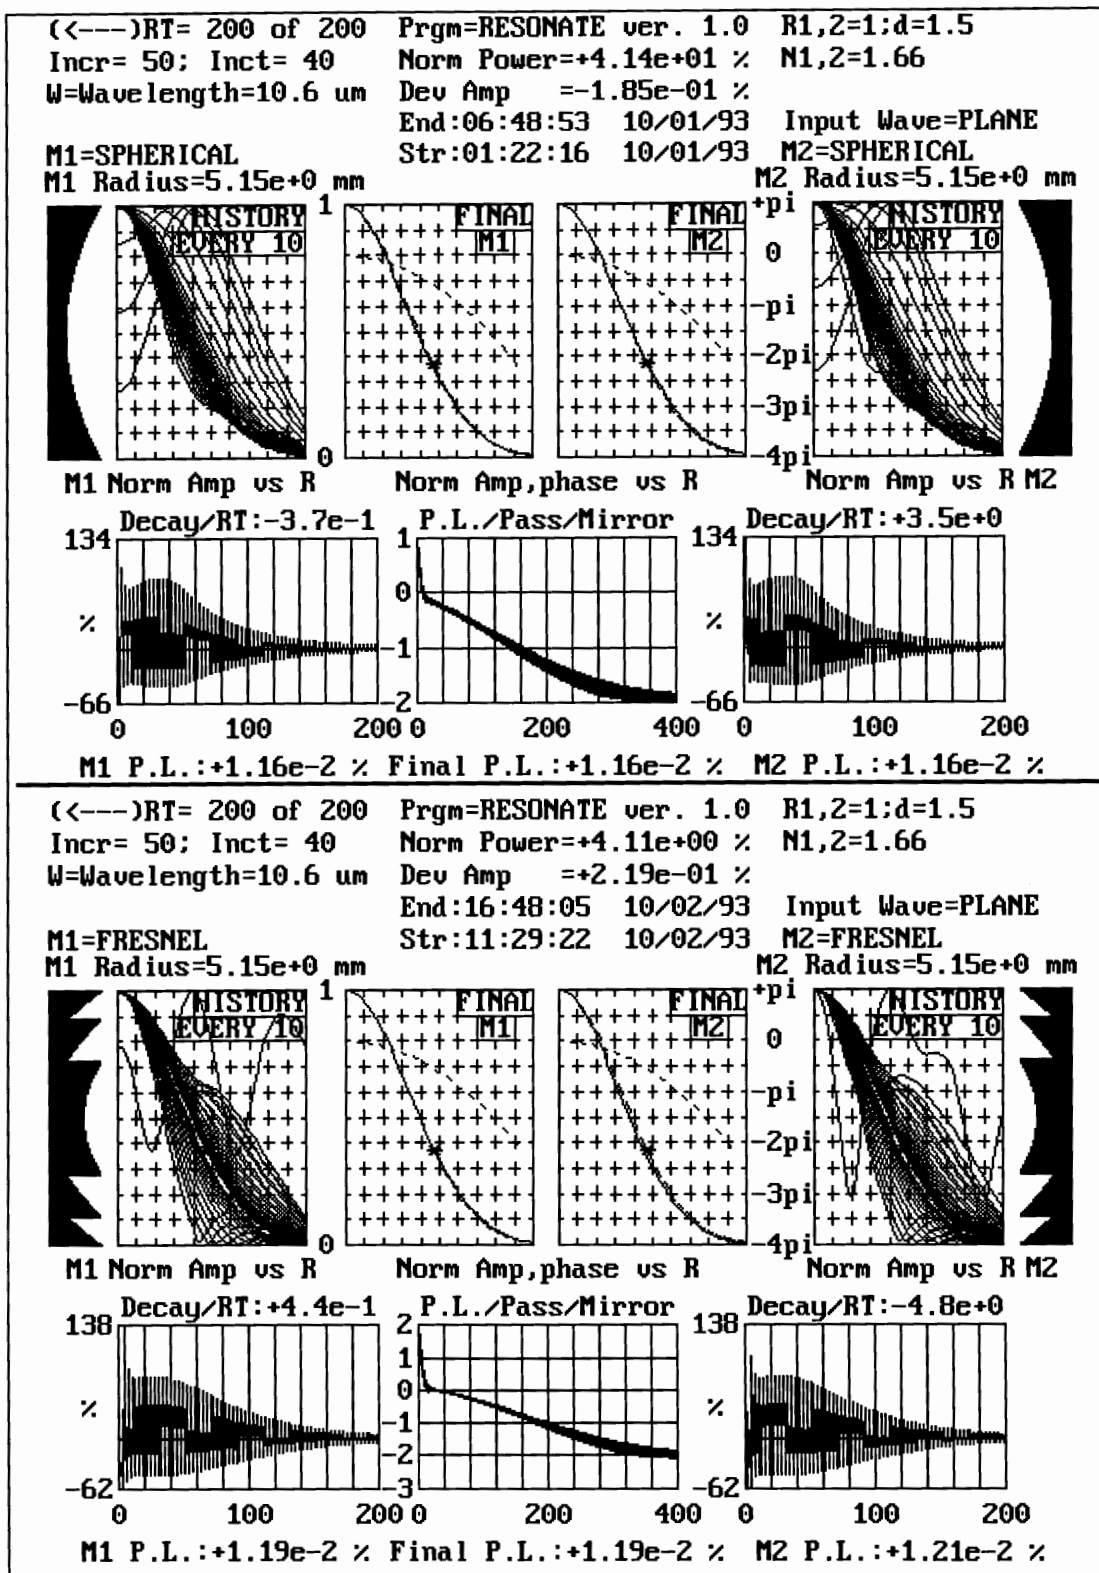 (<---)RT= 200 of 200 Prgm=RESONATE ver. 1.0 R1,2=1;d=1.5
Incr= 50; Inct= 40 Norm Power=+4.14e+01 % N1,2=1.66
W=Wavelength=10.6 um Dev Amp =-1.85e-01 %
End:06:48:53 10/01/93 Input Wave=PLANE
M1=SPHERICAL Str:01:22:16 10/01/93 M2=SPHERICAL
M1 Radius=5.15e+0 mm M2 Radius=5.15e+0 mm
HISTORY 1 FINAL FINAL +pi HISTORY
EVERY 10 M1 M2 0 EVERY 10
-pi
-2pi
-3pi
0 -4pi
M1 Norm Amp vs R Norm Amp,phase vs R Norm Amp vs R M2
Decay/RT:-3.7e-1 P.L./Pass/Mirror Decay/RT:+3.5e+0
134 1 134
% 0 %
-1
-66 -2 -66
0 100 200 0 200 400 0 100 200
M1 P.L.:+1.16e-2 % Final P.L.:+1.16e-2 % M2 P.L.:+1.16e-2 %
(<---)RT= 200 of 200 Prgm=RESONATE ver. 1.0 R1,2=1;d=1.5
Incr= 50; Inct= 40 Norm Power=+4.11e+00 % N1,2=1.66
W=Wavelength=10.6 um Dev Amp =+2.19e-01 %
End:16:48:05 10/02/93 Input Wave=PLANE
M1=FRESNEL Str:11:29:22 10/02/93 M2=FRESNEL
M1 Radius=5.15e+0 mm M2 Radius=5.15e+0 mm
HISTORY 1 FINAL FINAL +pi HISTORY
EVERY 10 M1 M2 0 EVERY 10
-pi
-2pi
-3pi
0 -4pi
M1 Norm Amp vs R Norm Amp,phase vs R Norm Amp vs R M2
Decay/RT:+4.4e-1 P.L./Pass/Mirror Decay/RT:-4.8e+0
138 2 138
1
% 0 %
-1
-2
-62 -3 -62
0 100 200 0 200 400 0 100 200
M1 P.L.:+1.19e-2 % Final P.L.:+1.19e-2 % M2 P.L.:+1.21e-2 %